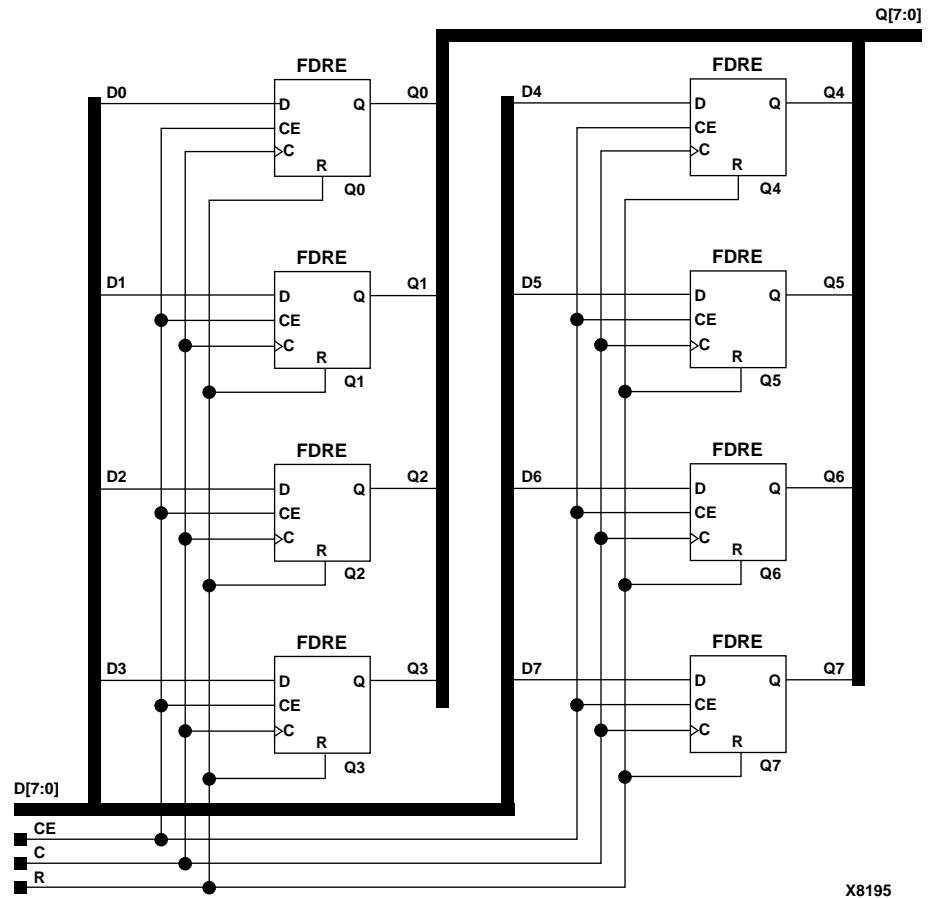 Q[7:0]
FDRE
D0
D
Q
Q0
CE
C
R
Q0
FDRE
D4
D
Q
Q4
CE
C
R
Q4
FDRE
D1
D
Q
Q1
CE
C
R
Q1
FDRE
D5
D
Q
Q5
CE
C
R
Q5
FDRE
D2
D
Q
Q2
CE
C
R
Q2
FDRE
D6
D
Q
Q6
CE
C
R
Q6
FDRE
D3
D
Q
Q3
CE
C
R
Q3
FDRE
D7
D
Q
Q7
CE
C
R
Q7
D[7:0]
CE
C
R
X8195